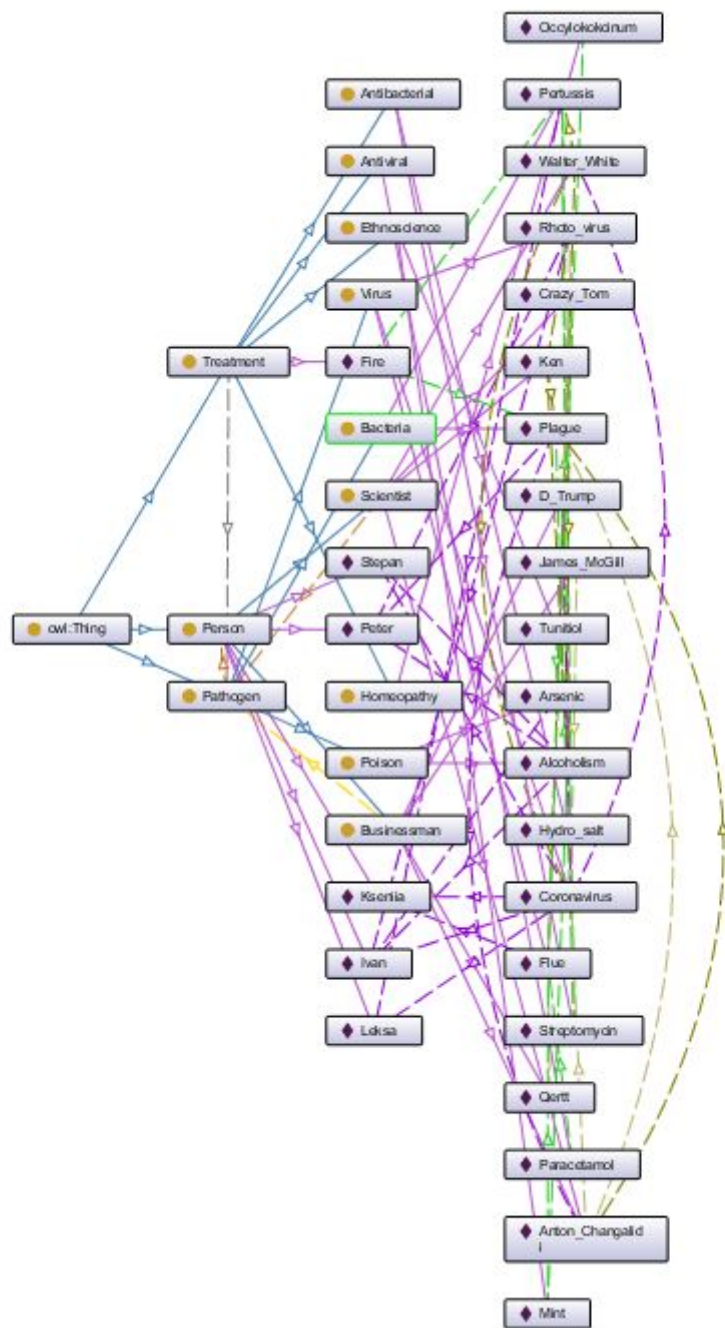 Occylokokcinum
Antibacterial
Pertussis
Antiviral
Walter_White
Ethnoscience
Rhoto_virus
Virus
Crazy_Tom
Treatment
Fire
Ken
Bacteria
Plague
Scientist
D_Trump
Stepan
James_McGill
owl:Thing
Person
Peter
Tunitiol
Pathogen
Homeopathy
Arsenic
Poison
Alcoholism
Businessman
Hydro_salt
Kseniia
Coronavirus
Ivan
Flue
Leksa
Streptomycin
Qertt
Paracetamol
Anton_Changalid
i
Mint